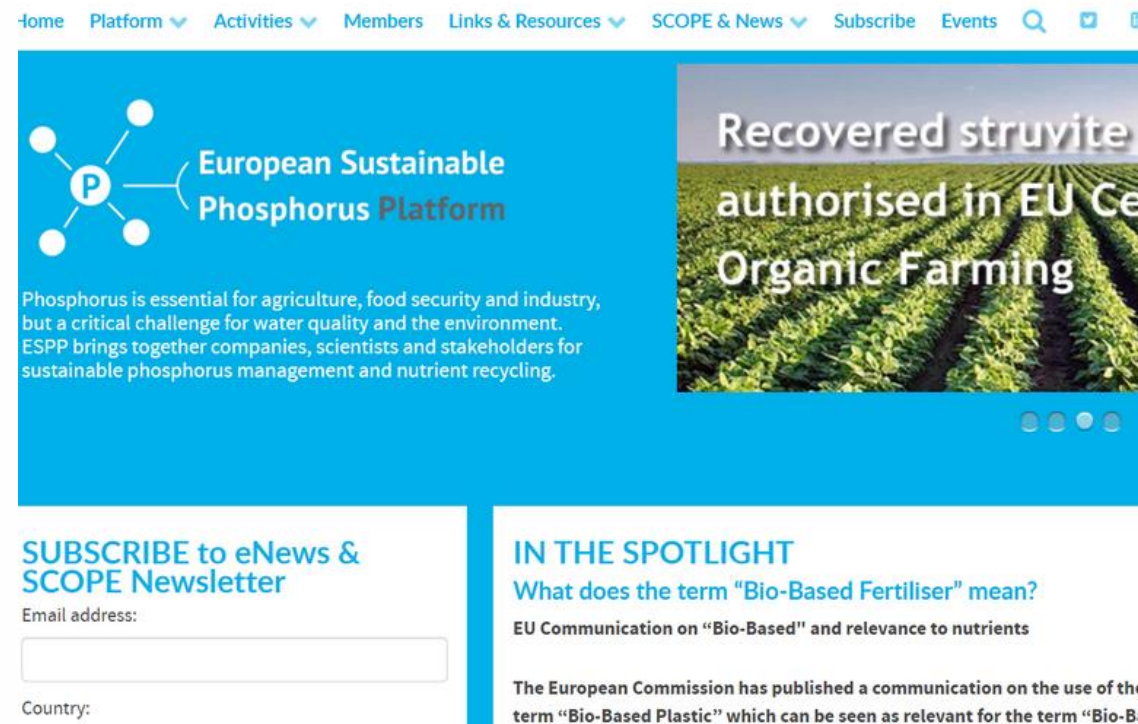 Home Platform Activities Members Links & Resources SCOPE & News Subscribe Events
P
European Sustainable
Phosphorus Platform
Phosphorus is essential for agriculture, food security and industry,
but a critical challenge for water quality and the environment.
ESPP brings together companies, scientists and stakeholders for
sustainable phosphorus management and nutrient recycling.
Recovered struvite
authorised in EU Ce
Organic Farming
SUBSCRIBE to eNews &
SCOPE Newsletter
Email address:
Country:
IN THE SPOTLIGHT
What does the term “Bio-Based Fertiliser” mean?
EU Communication on “Bio-Based" and relevance to nutrients
The European Commission has published a communication on the use of the
term “Bio-Based Plastic” which can be seen as relevant for the term “Bio-Ba